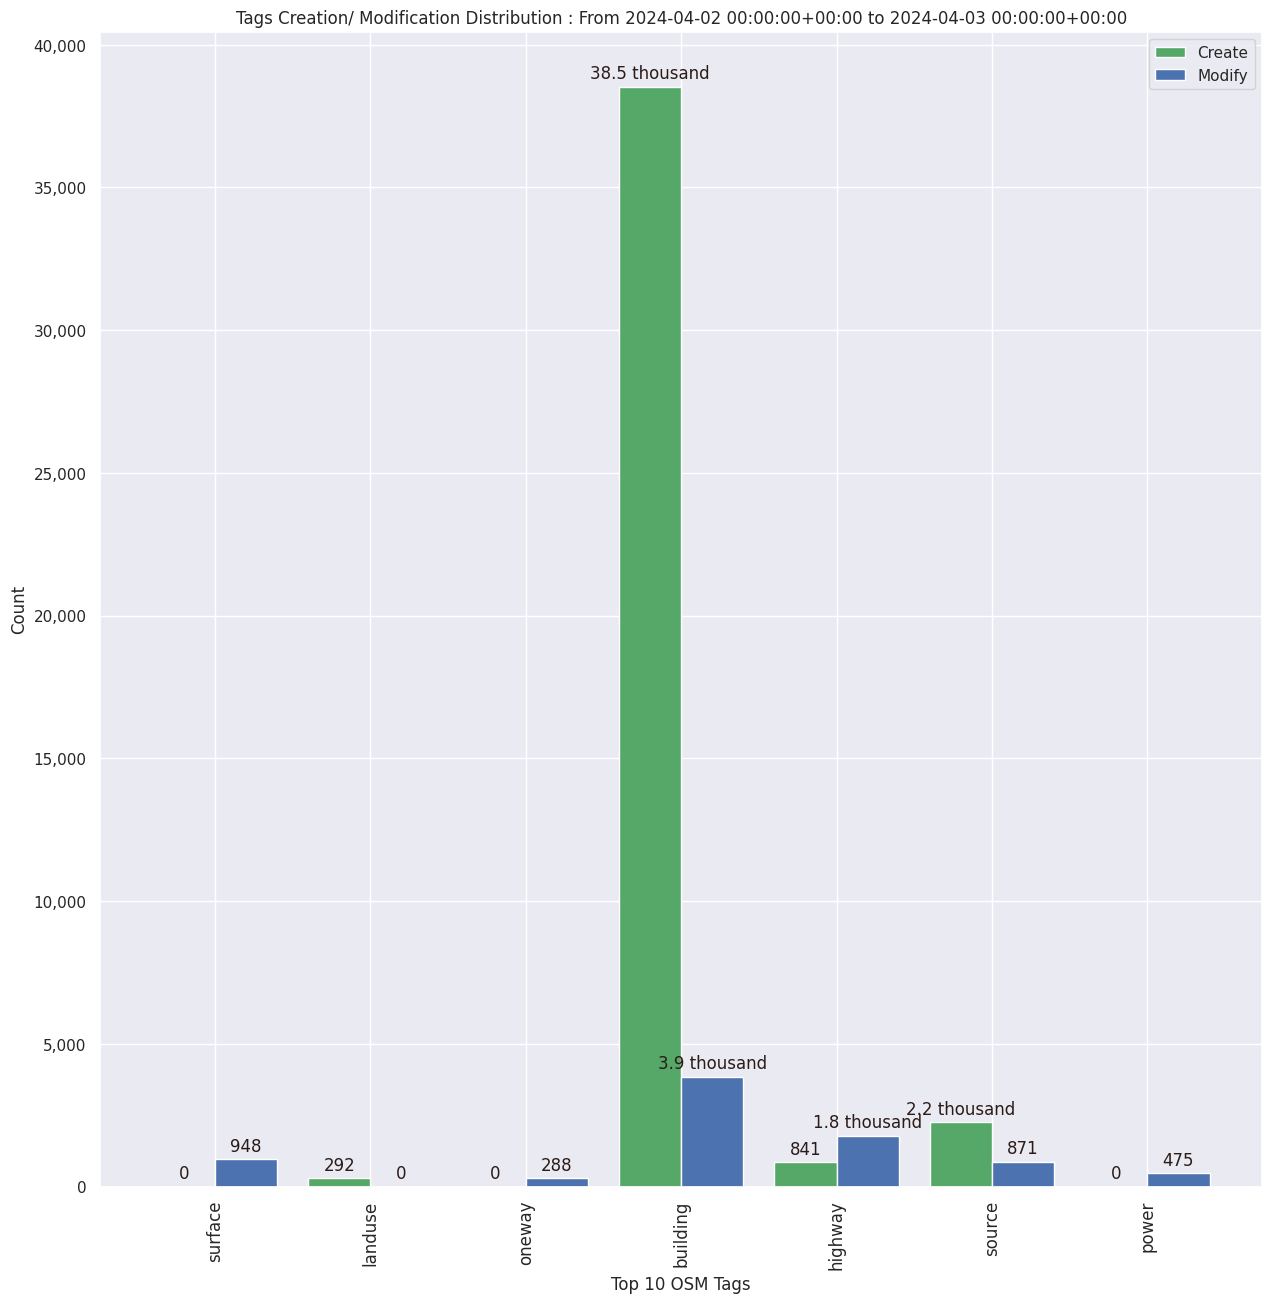 Tags Creation/ Modification Distribution : From 2024-04-02 00:00:00+00:00 to 2024-04-03 00:00:00+00:00
Create
Modify
40,000
35,000
30,000
25,000
20,000
15,000
10,000
5,000
0
Count
0
948
292
0
0
288
38.5 thousand
3.9 thousand
841
1.8 thousand
2.2 thousand
871
0
475
surface
landuse
oneway
building
highway
source
power
Top 10 OSM Tags